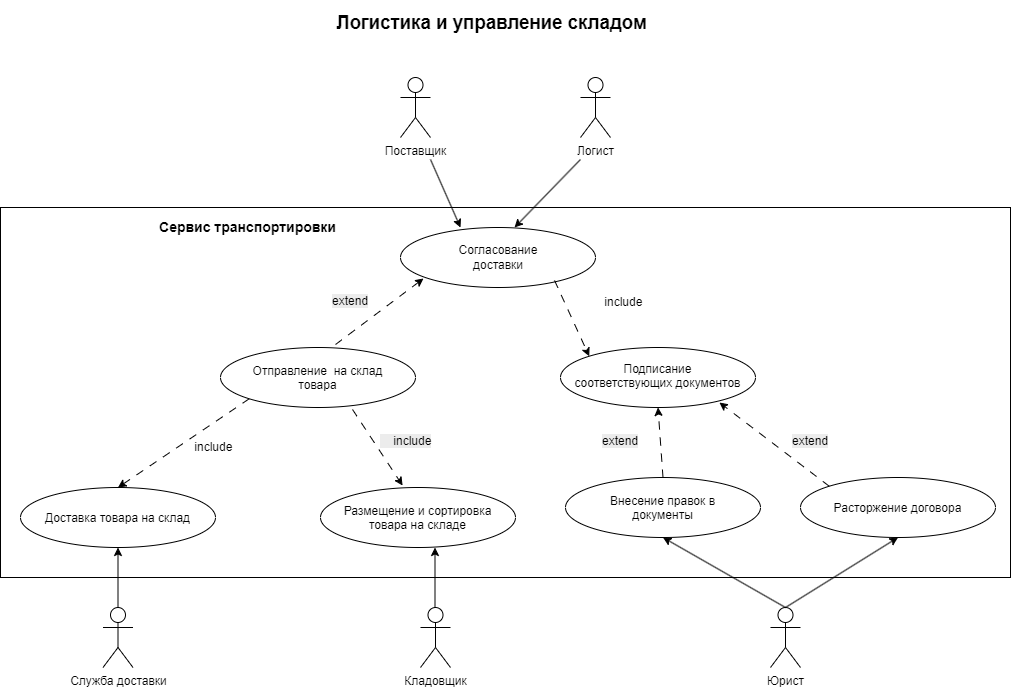 Логистика и управление складом
Поставщик
Логист
Сервис транспортировки
Согласование
доставки
extend
include
Отправление на склад
товара
Подписание
соответствующих документов
include
include
extend
extend
Доставка товара на склад
Размещение и сортировка
товара на складе
Внесение правок в
документы
Расторжение договора
Служба доставки
Кладовщик
Юрист